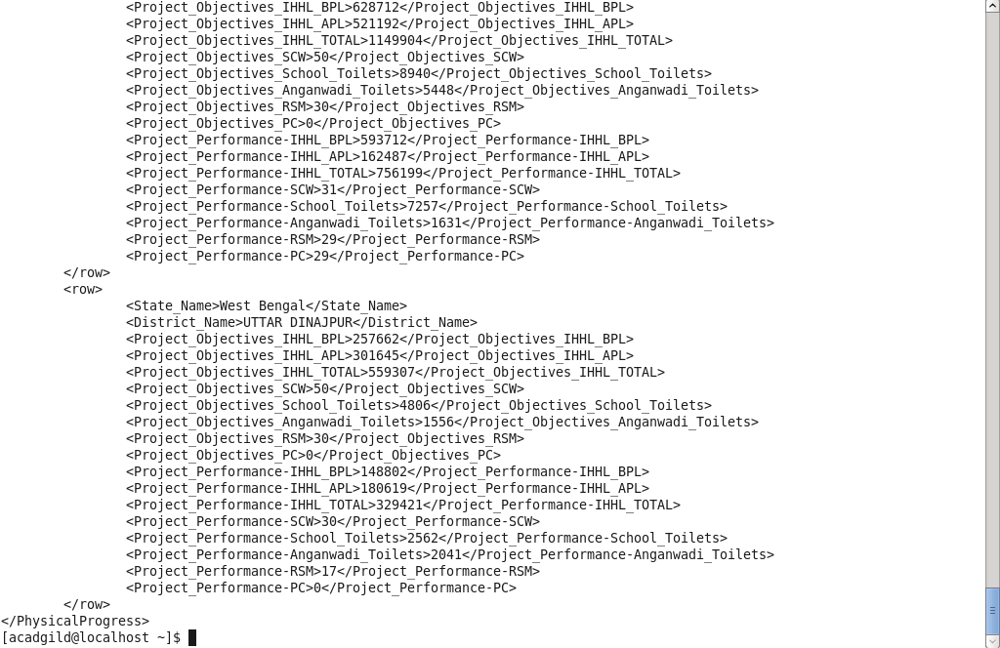 <Project_Objectives_IHHL_BPL>628712</Project_Objectives_IHHL_BPL>
<Project_Objectives_IHHL_APL>521192</Project_Objectives_IHHL_APL>
<Project_Objectives_IHHL_TOTAL>1149904</Project_Objectives_IHHL_TOTAL>
<Project_Objectives_SCW>50</Project_Objectives_SCW>
<Project_Objectives_School_Toilets>8940</Project_Objectives_School_Toilets>
<Project_Objectives_Anganwadi_Toilets>5448</Project_Objectives_Anganwadi_Toilets>
<Project_Objectives_RSM>30</Project_Objectives_RSM>
<Project_Objectives_PC>0</Project_Objectives_PC>
<Project_Performance-IHHL_BPL>593712</Project_Performance-IHHL_BPL>
<Project_Performance-IHHL_APL>162487</Project_Performance-IHHL_APL>
<Project_Performance-IHHL_TOTAL>756199</Project_Performance-IHHL_TOTAL>
<Project_Performance-SCW>31</Project_Performance-SCW>
<Project_Performance-School_Toilets>7257</Project_Performance-School_Toilets>
<Project_Performance-Anganwadi_Toilets>1631</Project_Performance-Anganwadi_Toilets>
<Project_Performance-RSM>29</Project_Performance-RSM>
<Project_Performance-PC>29</Project_Performance-PC>
</row>
<row>
<State_Name>West Bengal</State_Name>
<District_Name>UTTAR DINAJPUR</District_Name>
<Project_Objectives_IHHL_BPL>257662</Project_Objectives_IHHL_BPL>
<Project_Objectives_IHHL_APL>301645</Project_Objectives_IHHL_APL>
<Project_Objectives_IHHL_TOTAL>559307</Project_Objectives_IHHL_TOTAL>
<Project_Objectives_SCW>50</Project_Objectives_SCW>
<Project_Objectives_School_Toilets>4806</Project_Objectives_School_Toilets>
<Project_Objectives_Anganwadi_Toilets>1556</Project_Objectives_Anganwadi_Toilets>
<Project_Objectives_RSM>30</Project_Objectives_RSM>
<Project_Objectives_PC>0</Project_Objectives_PC>
<Project_Performance-IHHL_BPL>148802</Project_Performance-IHHL_BPL>
<Project_Performance-IHHL_APL>180619</Project_Performance-IHHL_APL>
<Project_Performance-IHHL_TOTAL>329421</Project_Performance-IHHL_TOTAL>
<Project_Performance-SCW>30</Project_Performance-SCW>
<Project_Performance-School_Toilets>2562</Project_Performance-School_Toilets>
<Project_Performance-Anganwadi_Toilets>2041</Project_Performance-Anganwadi_Toilets>
<Project_Performance-RSM>17</Project_Performance-RSM>
<Project_Performance-PC>0</Project_Performance-PC>
</row>
</PhysicalProgress>
[acadgild@localhost ~]$